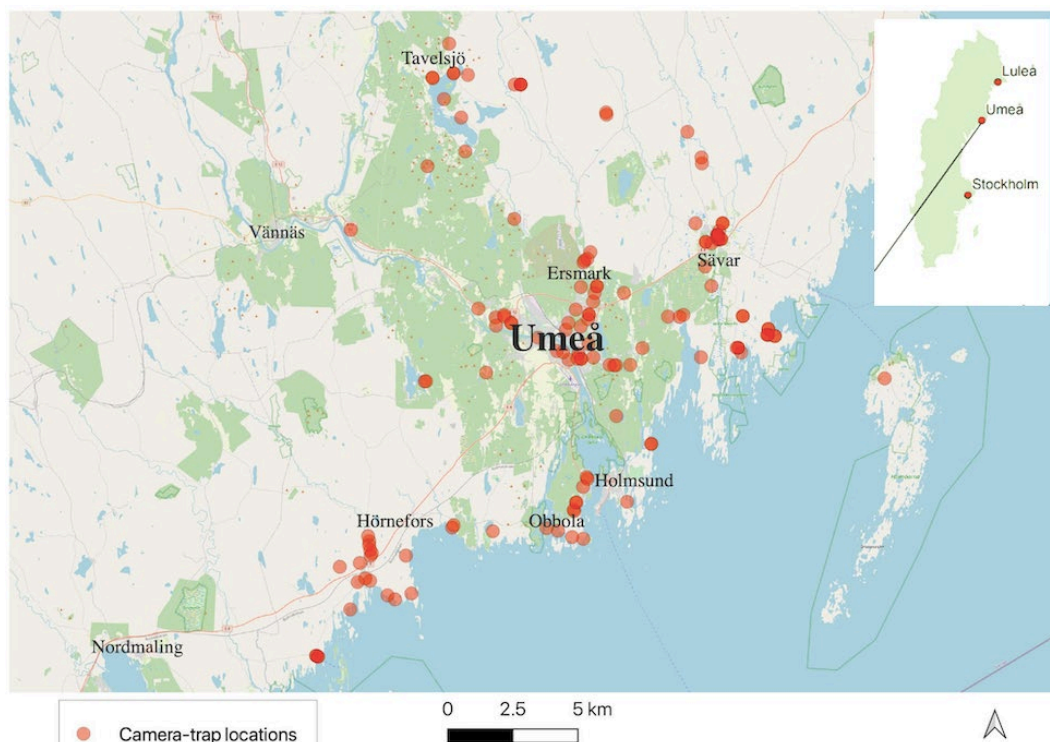 Tavelsjö
Luleå
Umeå
Stockholm
Vännäs
Sävar
Ersmark
Umeå
Holmsund
Hörnefors
Obbola
Nordmaling
0 2.5 5 km
Camera-trap locations